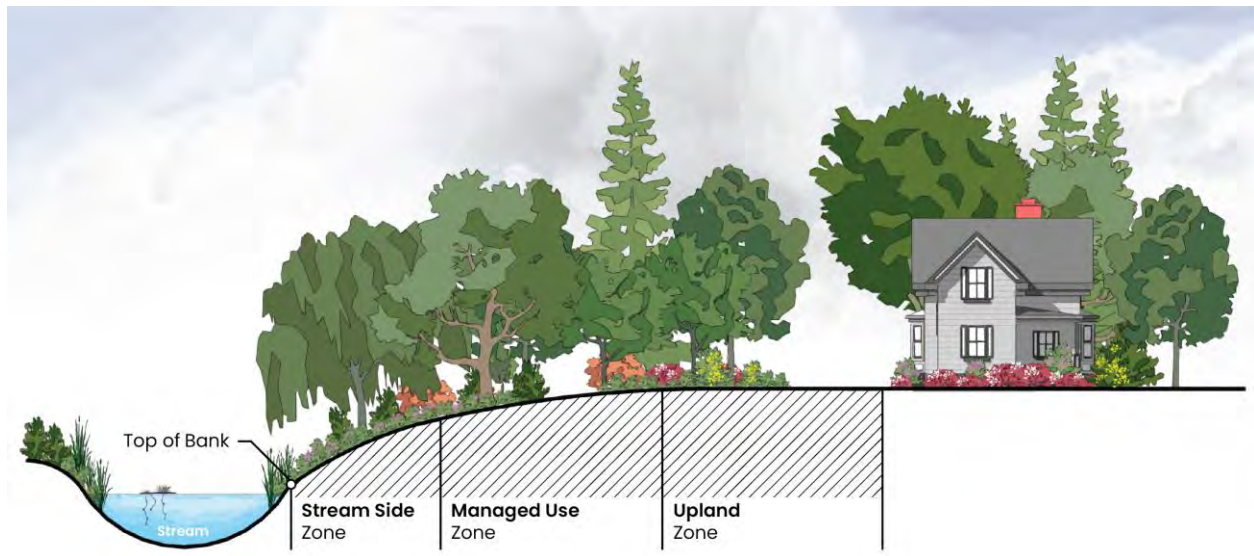 Top of Bank
Stream
Stream Side
Zone
Managed Use
Zone
Upland
Zone